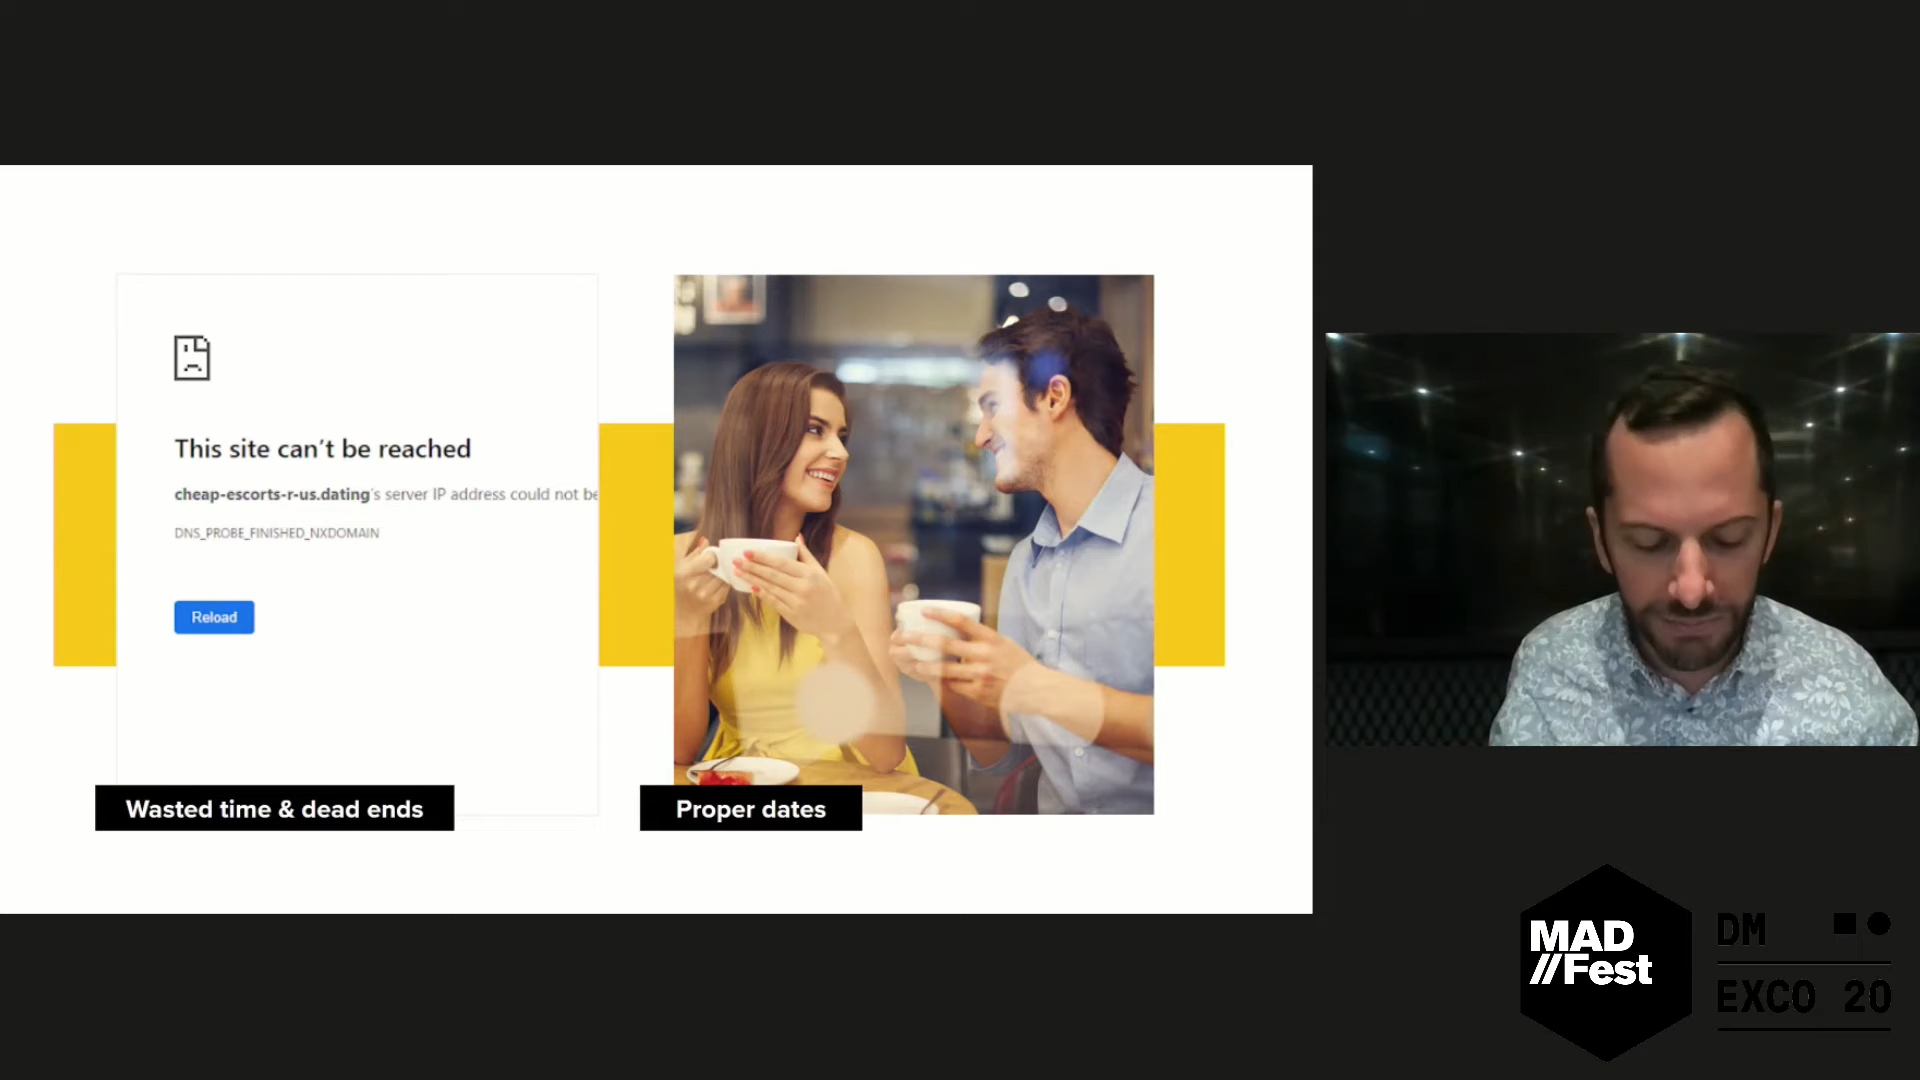 This site can't be reached
cheap-escorts-r-us.dating's server IP address could not be
DNS_PROBE_FINISHED_NXDOMAIN
Reload
Wasted time & dead ends
Proper dates
MAD
//Fest
DM
EXCO 20